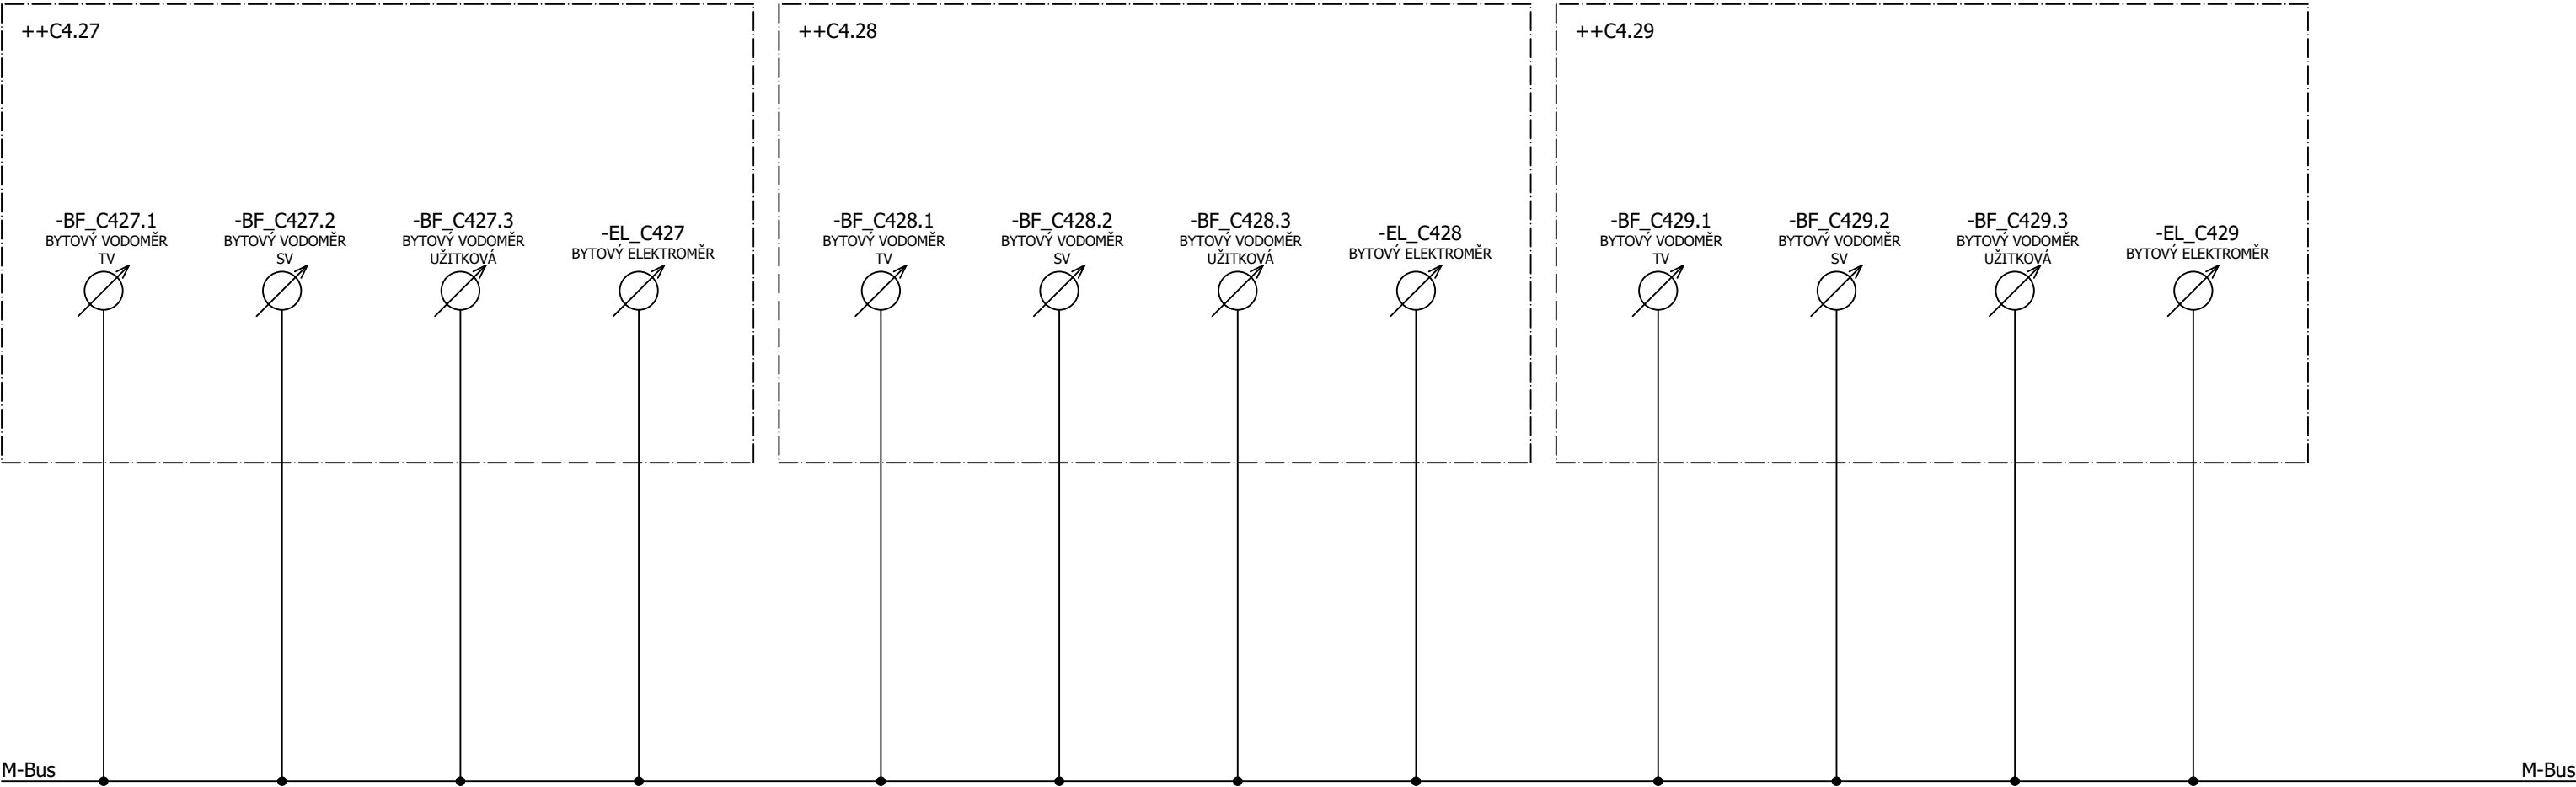 ++C4.27
++C4.28
++C4.29
-BF_C427.1
BYTOVÝ VODOMĚR
TV
-BF_C427.2
BYTOVÝ VODOMĚR
SV
-BF_C427.3
BYTOVÝ VODOMĚR
UŽITKOVÁ
-EL_C427
BYTOVÝ ELEKTROMĚR
-BF_C428.1
BYTOVÝ VODOMĚR
TV
-BF_C428.2
BYTOVÝ VODOMĚR
SV
-BF_C428.3
BYTOVÝ VODOMĚR
UŽITKOVÁ
-EL_C428
BYTOVÝ ELEKTROMĚR
-BF_C429.1
BYTOVÝ VODOMĚR
TV
-BF_C429.2
BYTOVÝ VODOMĚR
SV
-BF_C429.3
BYTOVÝ VODOMĚR
UŽITKOVÁ
-EL_C429
BYTOVÝ ELEKTROMĚR
M-Bus
M-Bus